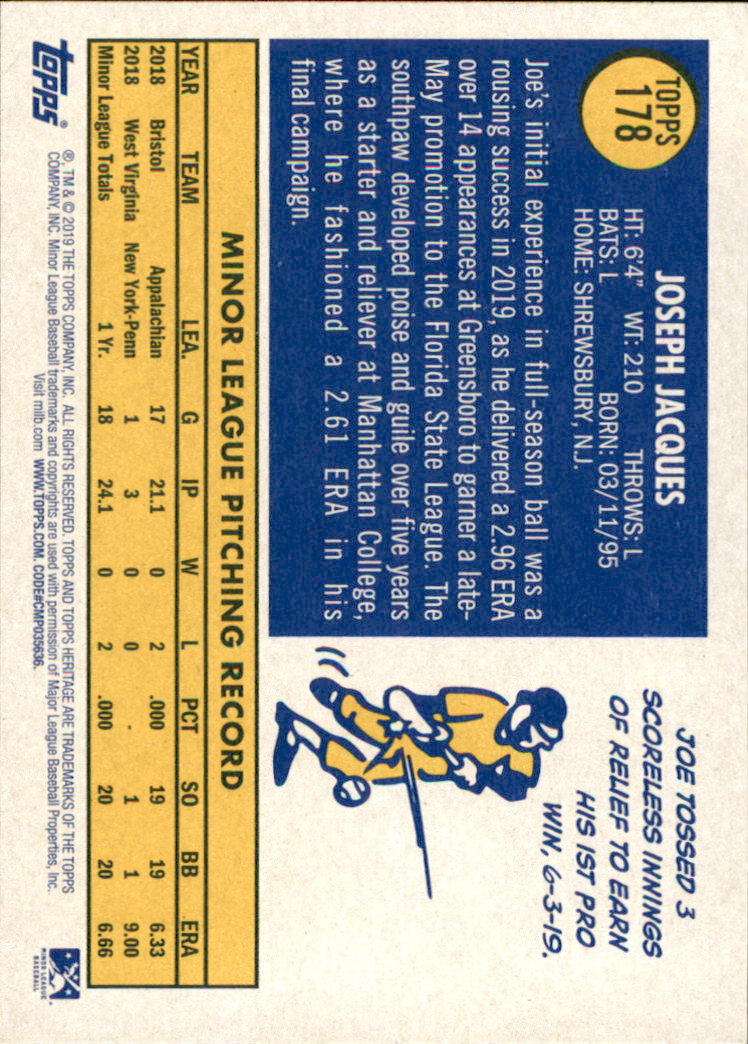 TOPPS
178
JOSEPH JACQUES
HT: 6'4" WT: 210 THROWS: L
BATS: L BORN: 03/11/95
HOME: SHREWSBURY, N.J.
Joe's initial experience in full-season ball was a
rousing success in 2019, as he delivered a 2.96 ERA
over 14 appearances at Greensboro to garner a late-
May promotion to the Florida State League. The
southpaw developed poise and guile over five years
as a starter and reliever at Manhattan College,
where he fashioned a 2.61 ERA in his
final campaign.
JOE TOSSED 3
SCORELESS INNINGS
OF RELIEF TO EARN
HIS 1ST PRO
WIN, 6-3-19.
MINOR LEAGUE PITCHING RECORD
YEAR TEAM LEA. G IP W L PCT SO BB ERA
2018 Bristol Appalachian 17 21.1 0 2 .000 19 19 6.33
2018 West Virginia New York-Penn 1 3 0 0 - 1 1 9.00
Minor League Totals 1 Yr. 18 24.1 0 2 .000 20 20 6.66
topps®
®, TM & © 2019 THE TOPPS COMPANY, INC. ALL RIGHTS RESERVED. TOPPS AND TOPPS HERITAGE ARE TRADEMARKS OF THE TOPPS
COMPANY, INC. Minor League Baseball trademarks and copyrights are used with permission of Major League Baseball Properties, Inc.
Visit milb.com WWW.TOPPS.COM. CODE#CMP035636.
MINOR LEAGUE
BASEBALL